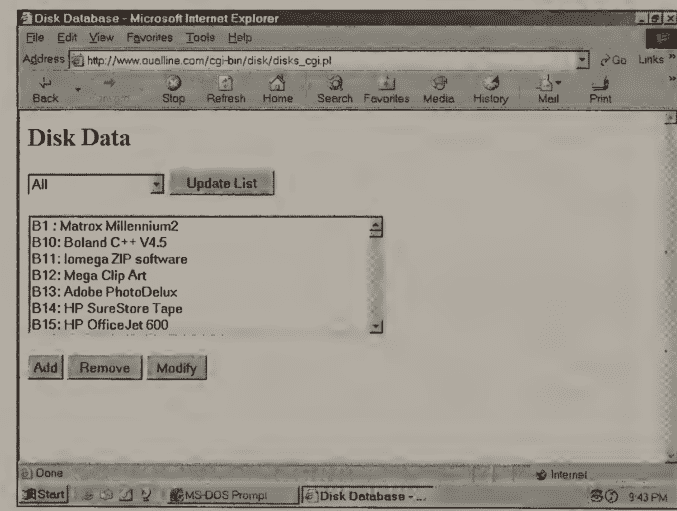 Disk Database - Microsoft Internet Explorer
File Edit View Favorites Tools Help
Address http://www.oualline.com/cgi-bin/disk/disks_cgi.pl Go Links »
Back Stop Refresh Home Search Favorites Media History Mail Print »
Disk Data
All Update List
B1 : Matrox Millennium2
B10: Boland C++ V4.5
B11: Iomega ZIP software
B12: Mega Clip Art
B13: Adobe PhotoDelux
B14: HP SureStore Tape
B15: HP OfficeJet 600
Add Remove Modify
Done Internet
Start MS-DOS Prompt Disk Database - ... 9:43 PM